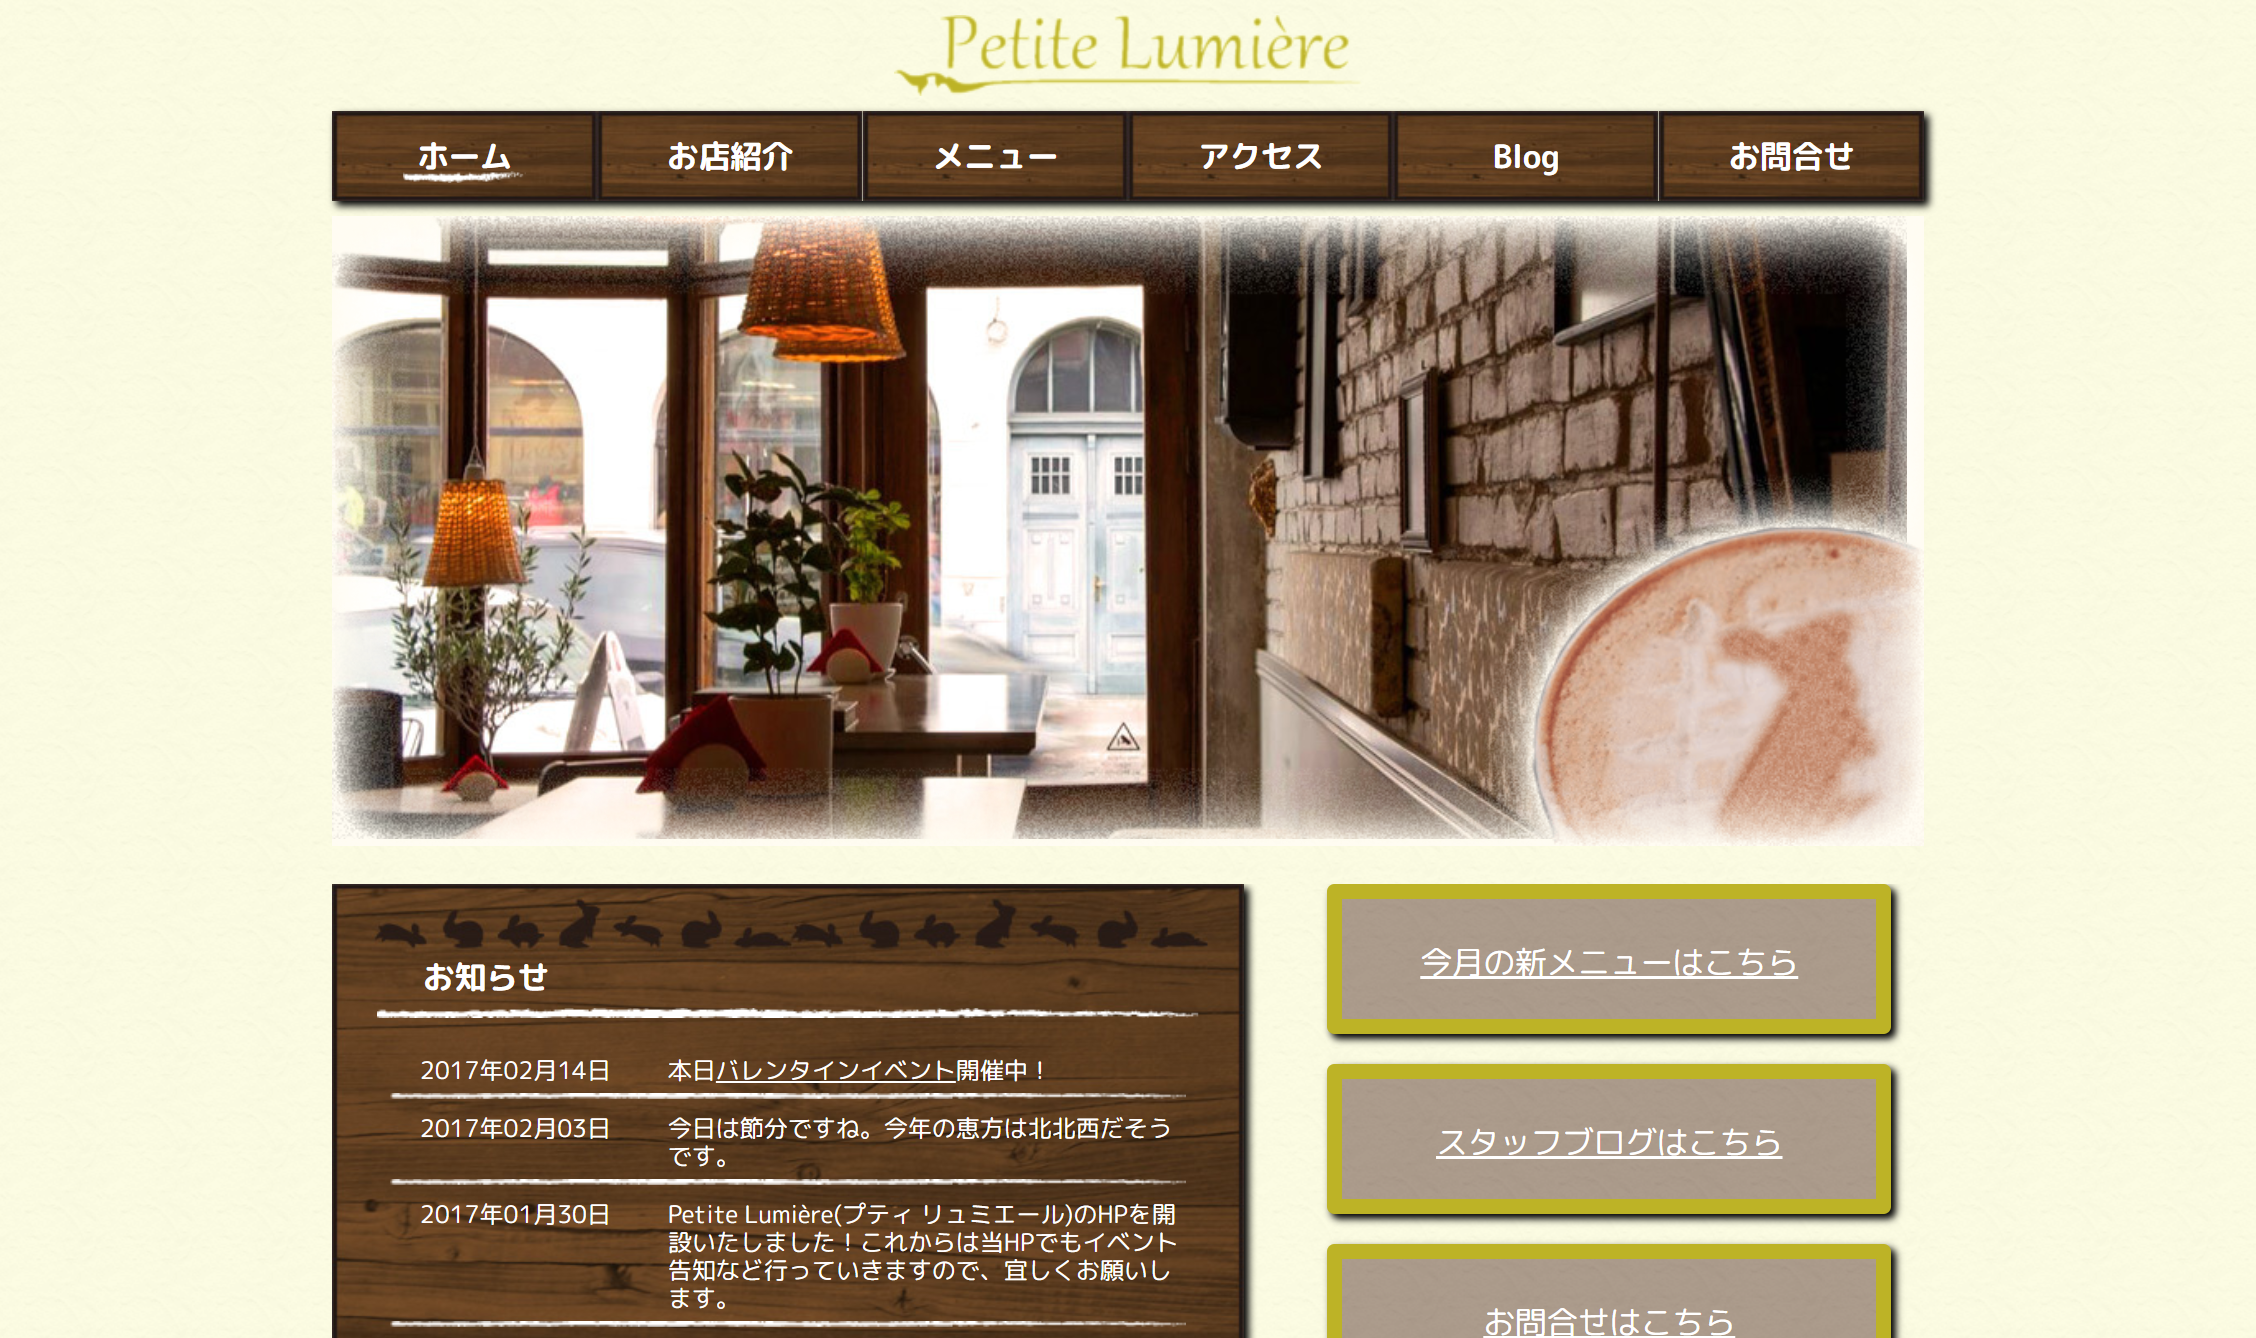 Petite Lumière
ホーム
お店紹介
メニュー
アクセス
Blog
お問合せ
お知らせ
2017年02月14日
本日バレンタインイベント開催中！
2017年02月03日
今日は節分ですね。今年の恵方は北北西だそう
です。
2017年01月30日
Petite Lumière(プティ リュミエール)のHPを開
設いたしました！これからは当HPでもイベント
告知など行っていきますので、宜しくお願いし
ます。
今月の新メニューはこちら
スタッフブログはこちら
お問合せはこちら